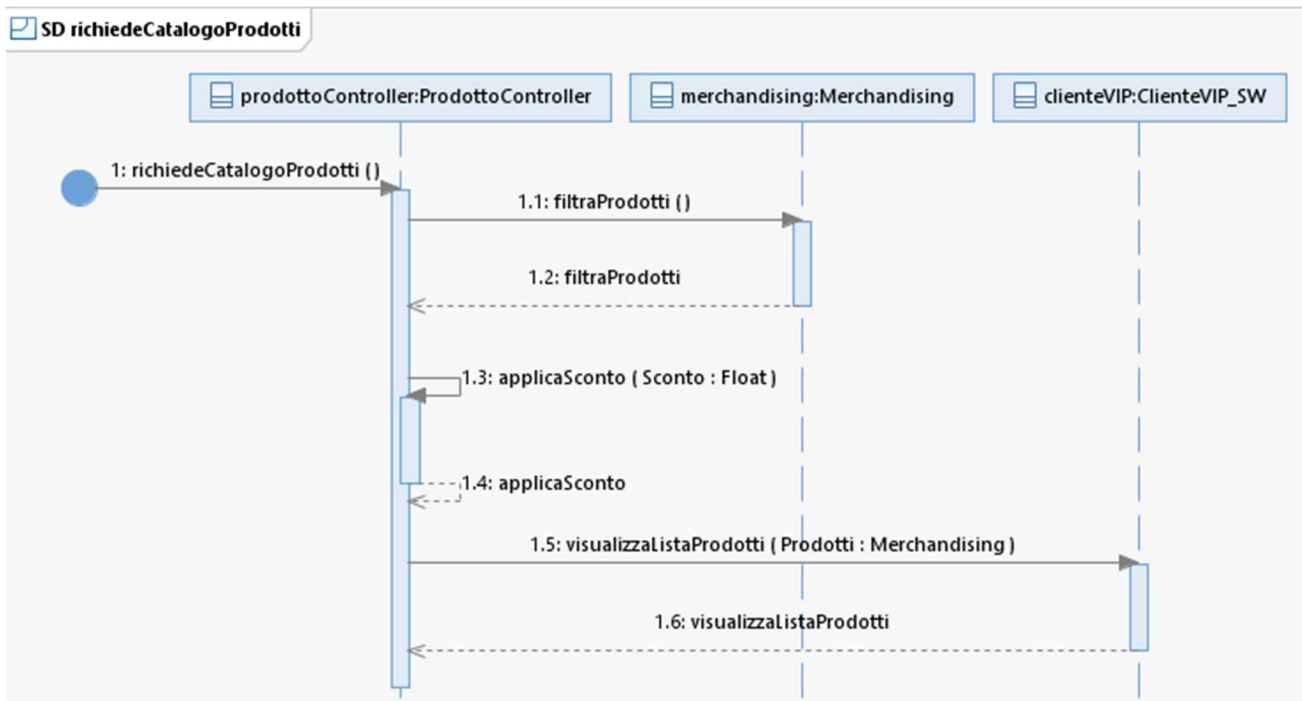 SD richiedeCatalogoProdotti
prodottoController:ProdottoController
merchandising:Merchandising
clienteVIP:ClienteVIP_SW
1: richiedeCatalogoProdotti ()
1.1: filtraProdotti ()
1.2: filtraProdotti
1.3: applicaSconto ( Sconto : Float )
1.4: applicaSconto
1.5: visualizzaListaProdotti ( Prodotti : Merchandising )
1.6: visualizzaListaProdotti